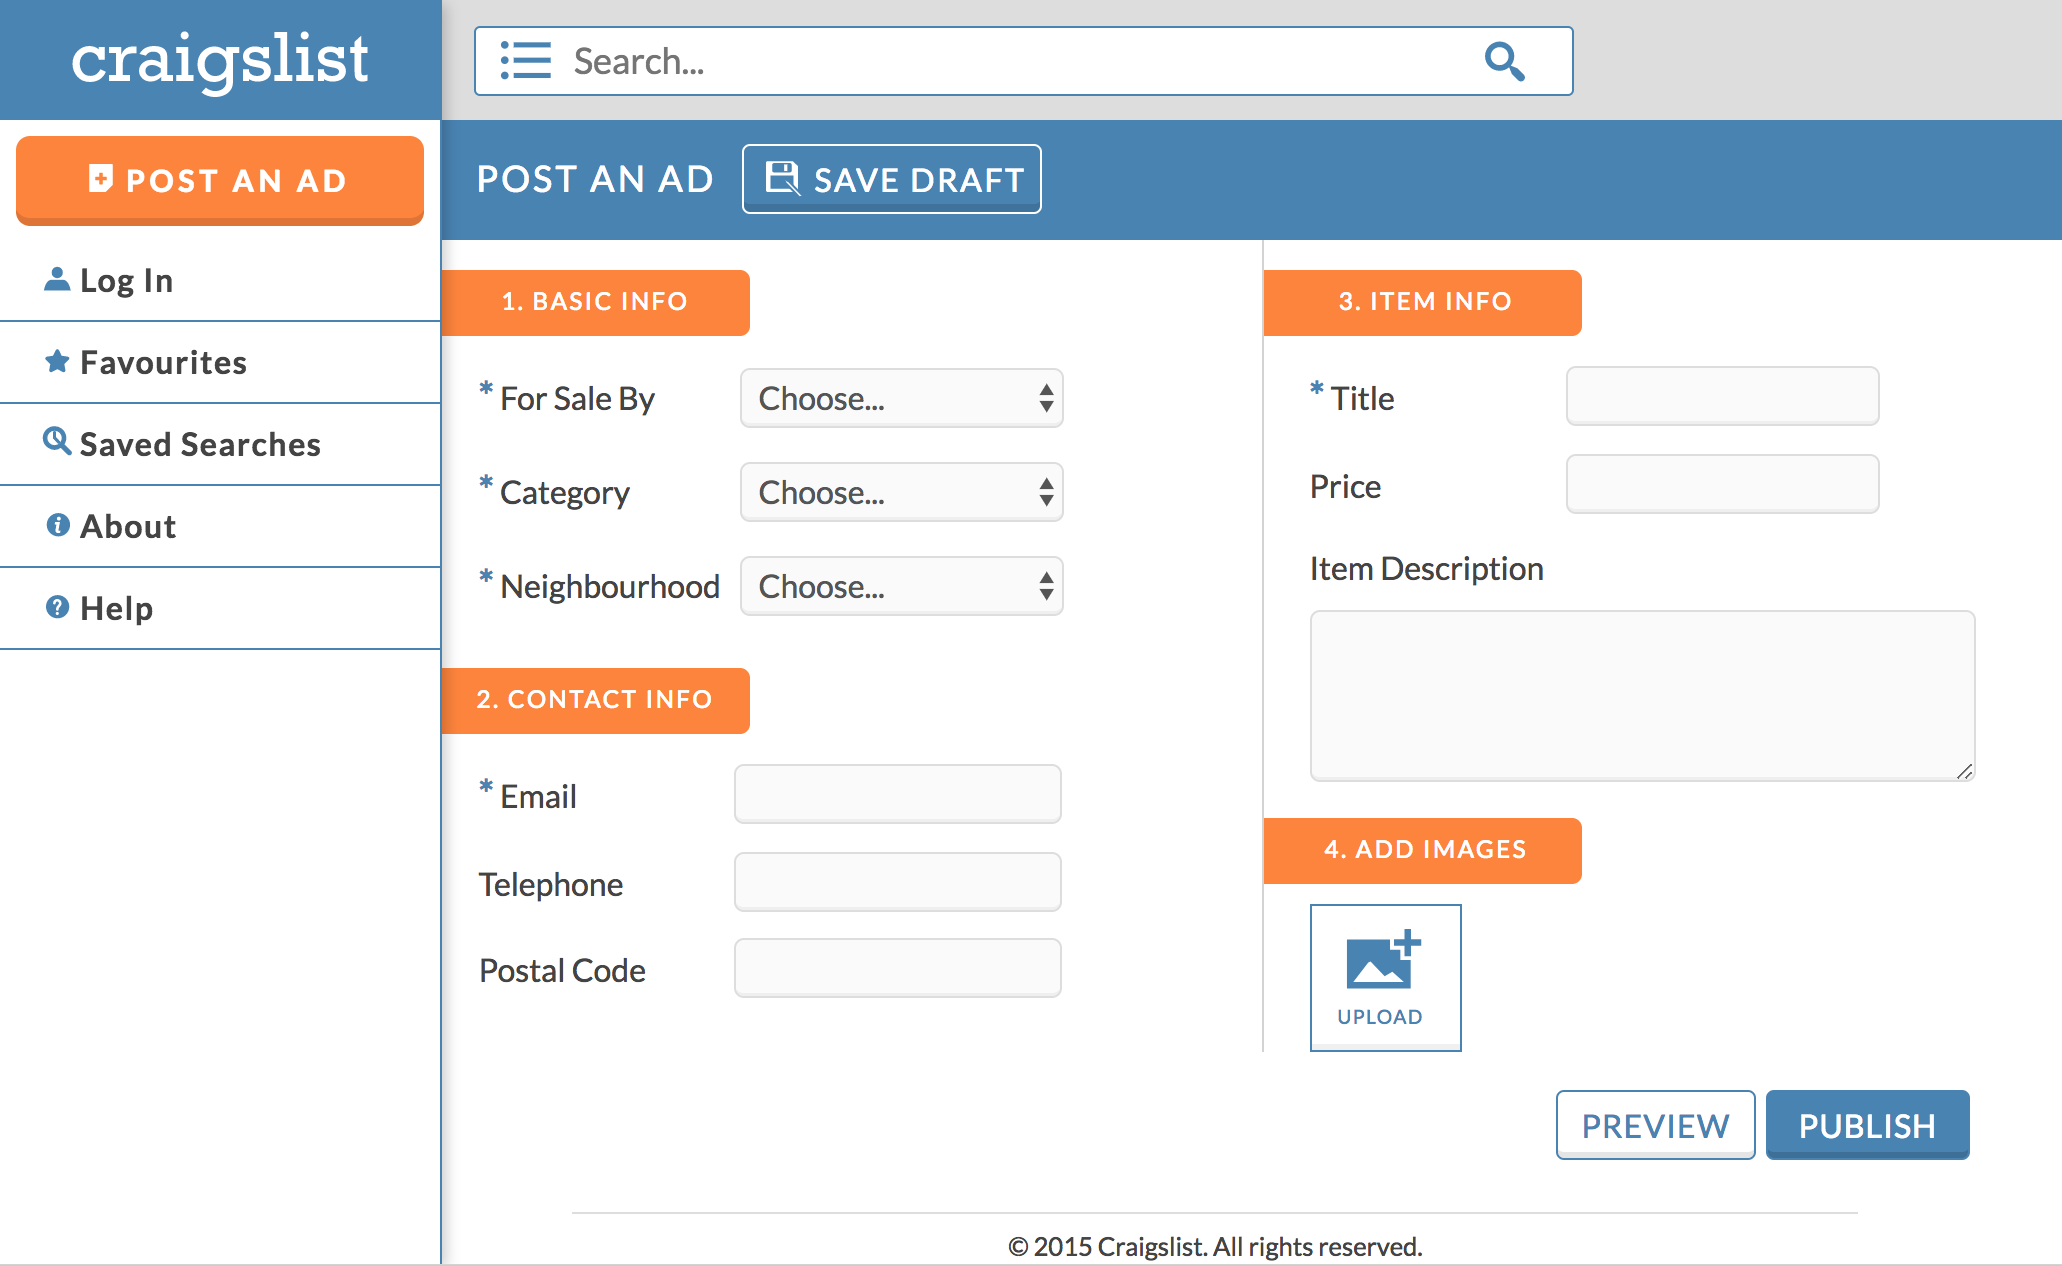 craigslist
Search...
POST AN AD
POST AN AD
SAVE DRAFT
Log In
Favourites
Saved Searches
About
Help
1. BASIC INFO
* For Sale By
Choose...
* Category
Choose...
* Neighbourhood
Choose...
2. CONTACT INFO
* Email
Telephone
Postal Code
3. ITEM INFO
* Title
Price
Item Description
4. ADD IMAGES
UPLOAD
PREVIEW
PUBLISH
© 2015 Craigslist. All rights reserved.